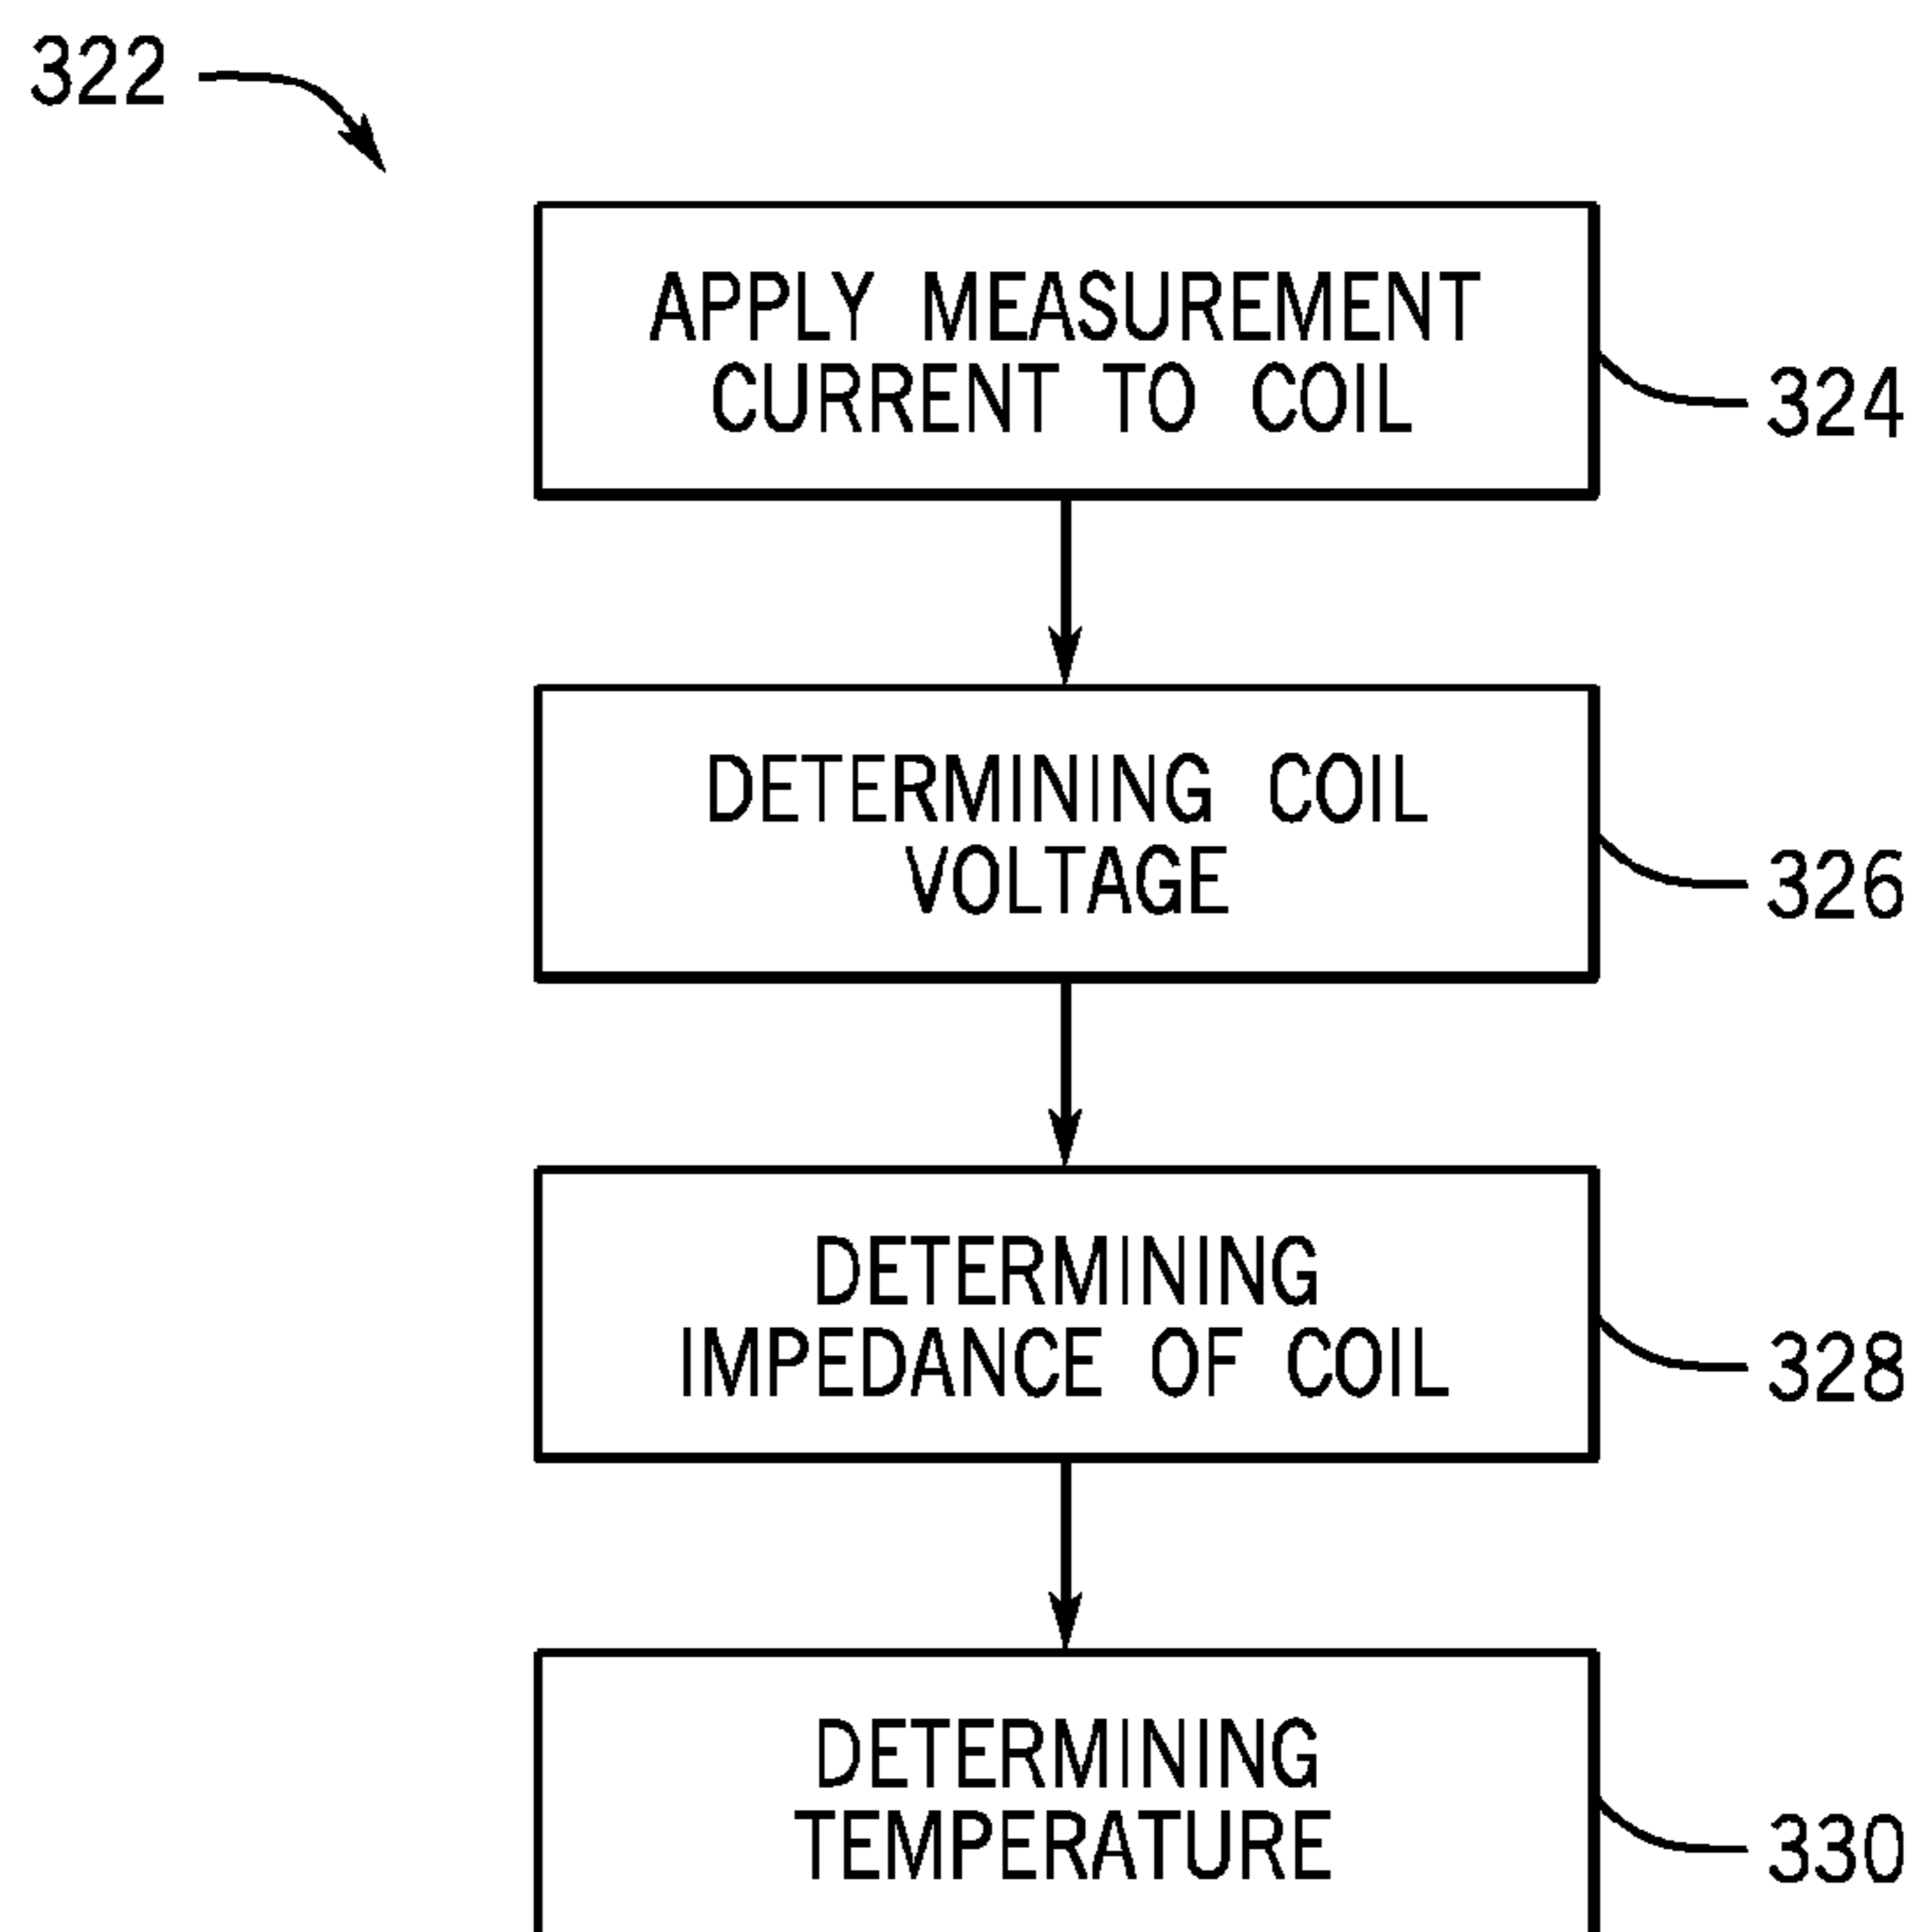 322
APPLY MEASUREMENT
CURRENT TO COIL
324
DETERMINING COIL
VOLTAGE
326
DETERMINING
IMPEDANCE OF COIL
328
DETERMINING
TEMPERATURE
330